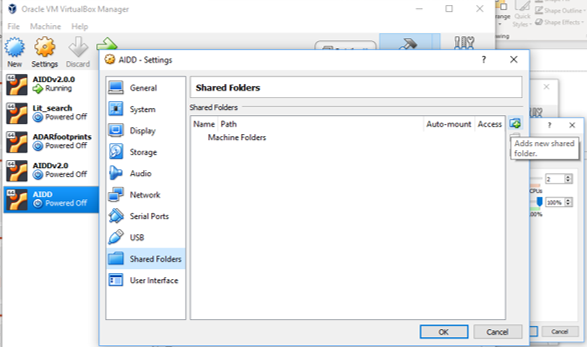 Oracle VM VirtualBox Manager
File Machine Help
New Settings Discard
AIDDv2.0.0
Running
Lit_search
Powered Off
ADARfootprints
Powered Off
AIDDv2.0
Powered Off
AIDD
Powered Off
AIDD - Settings
?
General
System
Display
Storage
Audio
Network
Serial Ports
USB
Shared Folders
User Interface
Shared Folders
Shared Folders
Name Path Auto-mount Access
Machine Folders
Adds new shared
folder.
OK Cancel
Quick
Styles
Shape Outline
Shape Effects
?
2
CPUs
100%
00%
Cancel